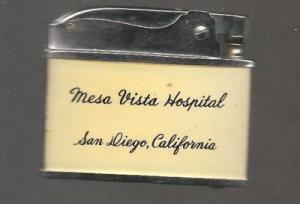 Mesa Vista Hospital
San Diego, California